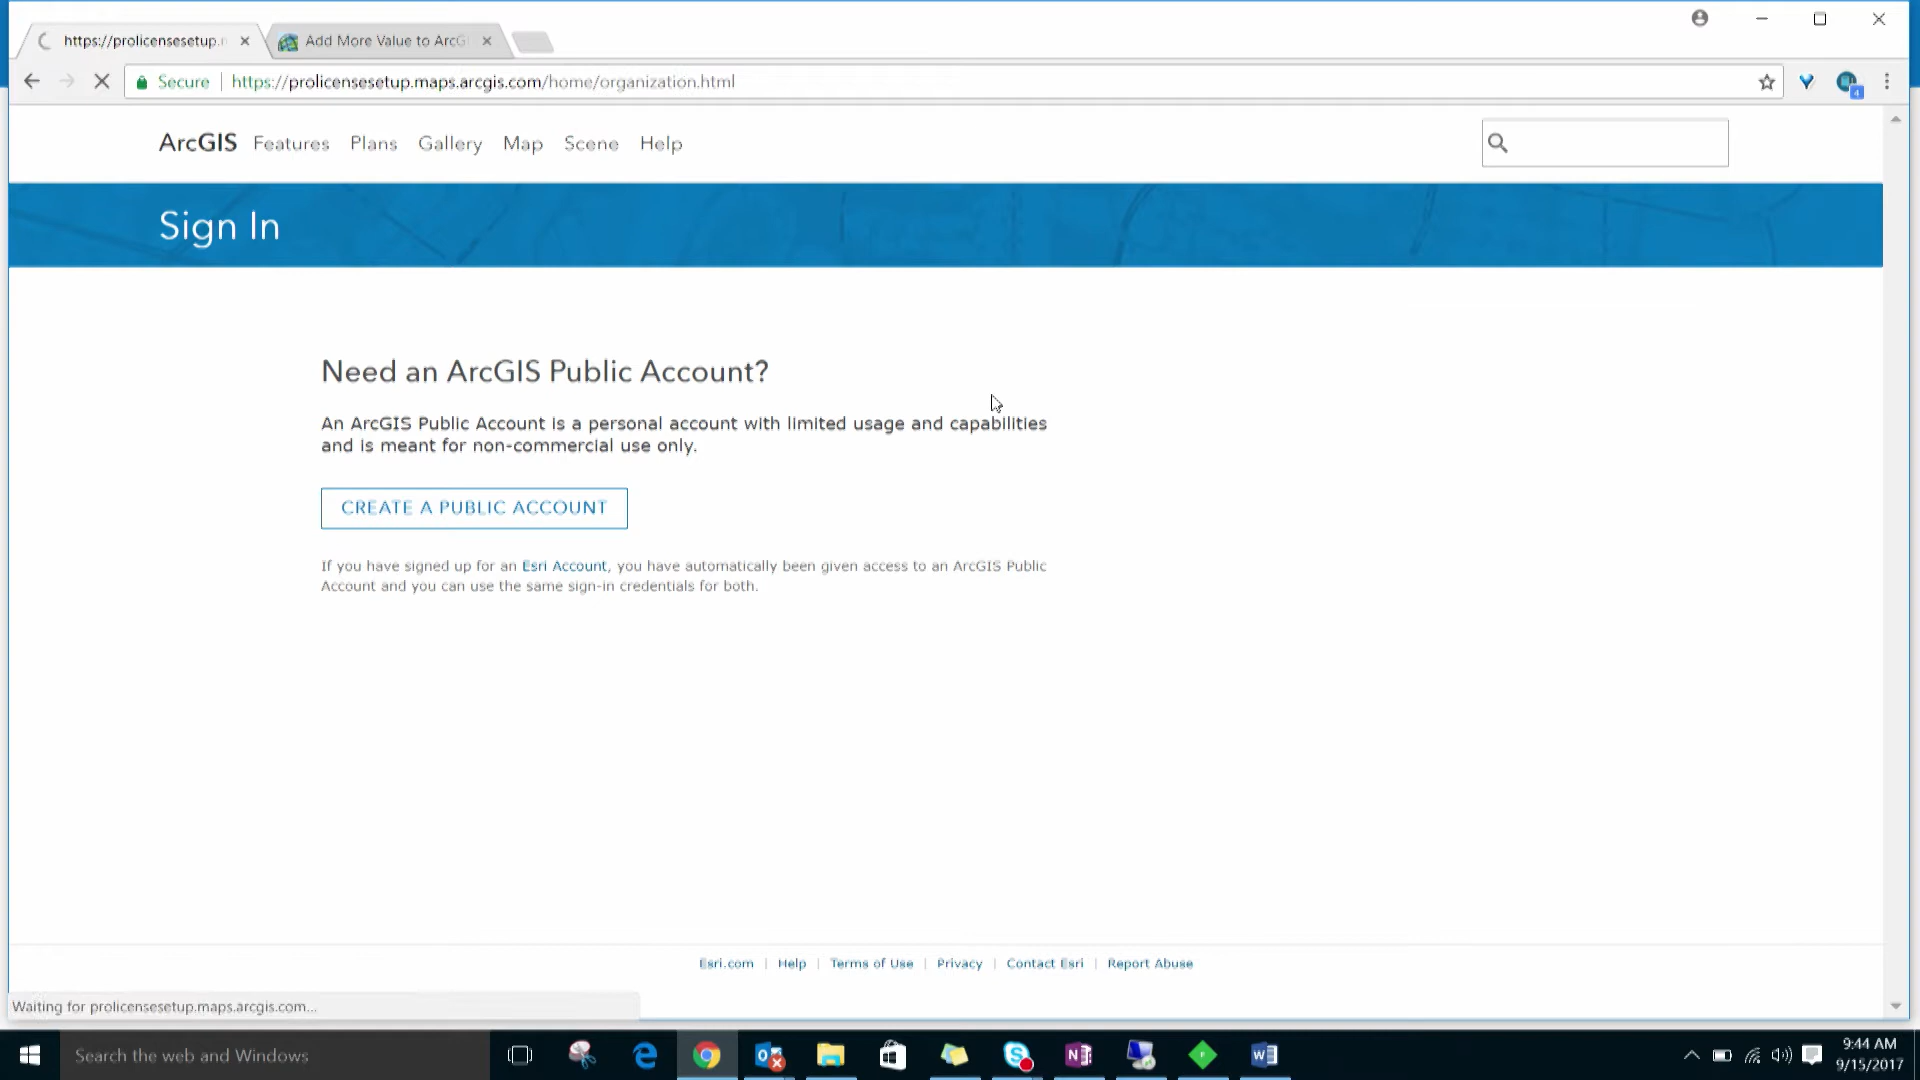 https://prolicensesetup.
Add More Value to ArcG
Secure
https://prolicensesetup.maps.arcgis.com/home/organization.html
4
ArcGIS Features Plans Gallery Map Scene Help
Sign In
Need an ArcGIS Public Account?
An ArcGIS Public Account is a personal account with limited usage and capabilities
and is meant for non-commercial use only.
CREATE A PUBLIC ACCOUNT
If you have signed up for an Esri Account, you have automatically been given access to an ArcGIS Public
Account and you can use the same sign-in credentials for both.
Esri.com | Help | Terms of Use | Privacy | Contact Esri | Report Abuse
Waiting for prolicensesetup.maps.arcgis.com...
Search the web and Windows
9:44 AM
9/15/2017